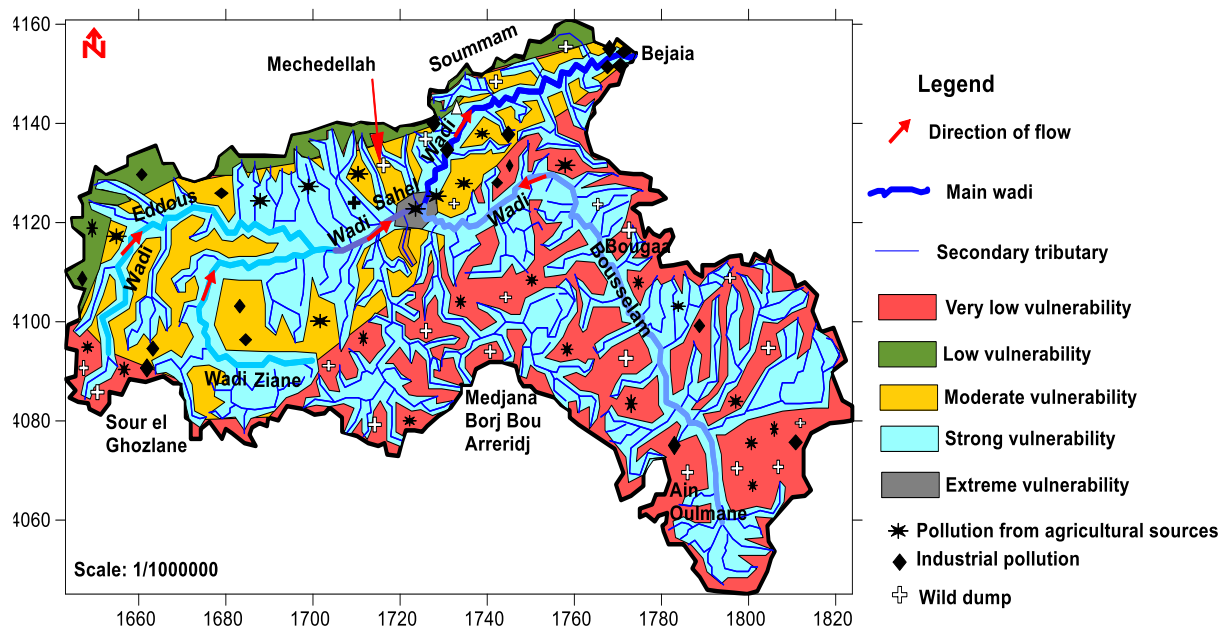 4160
4140
4120
4100
4080
4060
N
Mechedellah
Soummam
Bejaia
Wadi
Eddous
Wadi
Wadi Sahel
Wadi
Bousselam
Bougaa
Wadi Ziane
Sour el
Ghozlane
Medjana
Borj Bou
Arreridj
Ain
Oulmane
Scale: 1/1000000
1660
1680
1700
1720
1740
1760
1780
1800
1820
Legend
Direction of flow
Main wadi
Secondary tributary
Very low vulnerability
Low vulnerability
Moderate vulnerability
Strong vulnerability
Extreme vulnerability
Pollution from agricultural sources
Industrial pollution
Wild dump